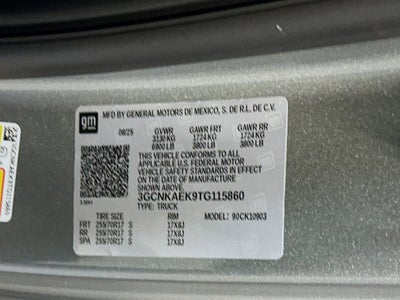 gm
MFD BY GENERAL MOTORS DE MEXICO, S. DE R.L. DE C.V.
08/25 GVWR GAWR FRT GAWR RR
3130 KG 1724 KG 1724 KG
6900 LB 3800 LB 3800 LB
THIS VEHICLE CONFORMS TO ALL
APPLICABLE U.S. FEDERAL MOTOR
VEHICLE SAFETY STANDARDS IN EFFECT
ON THE DATE OF MANUFACTURE
3GCNKAEK9TG115860
TYPE: TRUCK
TIRE SIZE RIM MODEL: 90CK10903
FRT 255/70R17 S 17X8J
RR 255/70R17 S 17X8J
SPA 255/70R17 S 17X8J